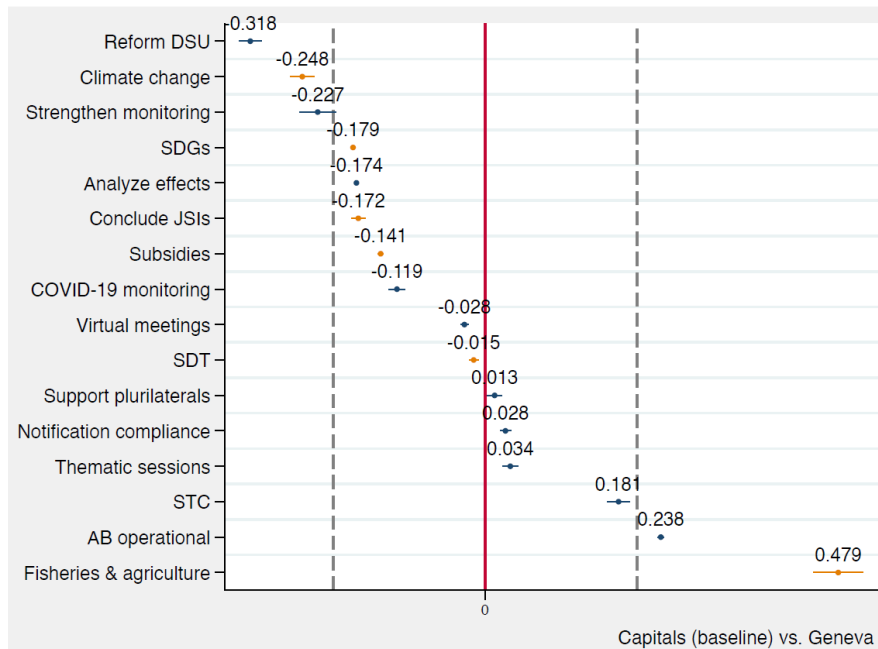 -0.318
Reform DSU
-0.248
Climate change
-0.227
Strengthen monitoring
-0.179
SDGs
-0.174
Analyze effects
-0.172
Conclude JSIs
-0.141
Subsidies
-0.119
COVID-19 monitoring
-0.028
Virtual meetings
-0.015
SDT
0.013
Support plurilaterals
0.028
Notification compliance
0.034
Thematic sessions
0.181
STC
0.238
AB operational
0.479
Fisheries & agriculture
0
Capitals (baseline) vs. Geneva